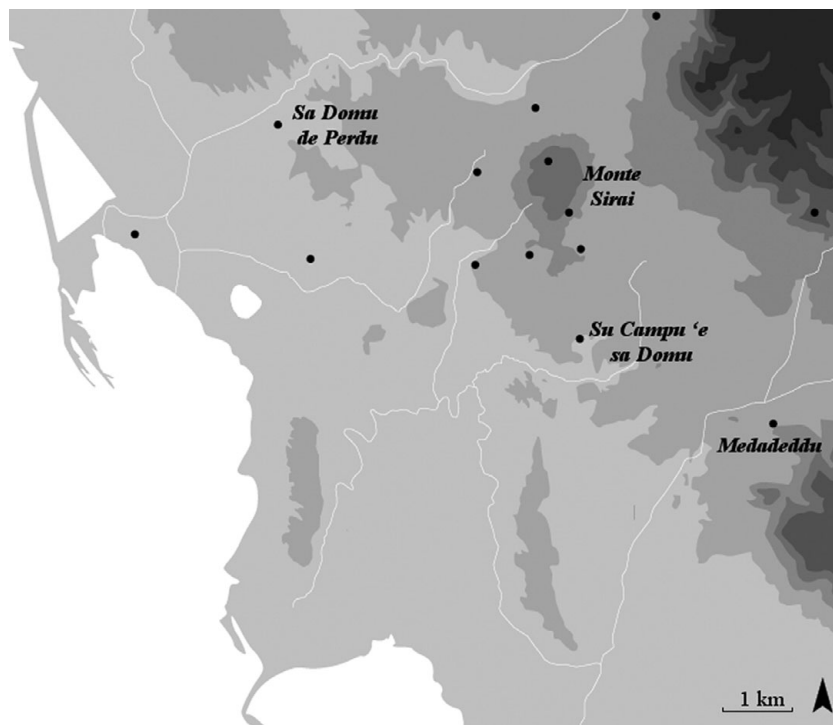 Sa Domu
de Perdu
Monte
Sirai
Su Campu ‘e
sa Domu
Medadeddu
1 km